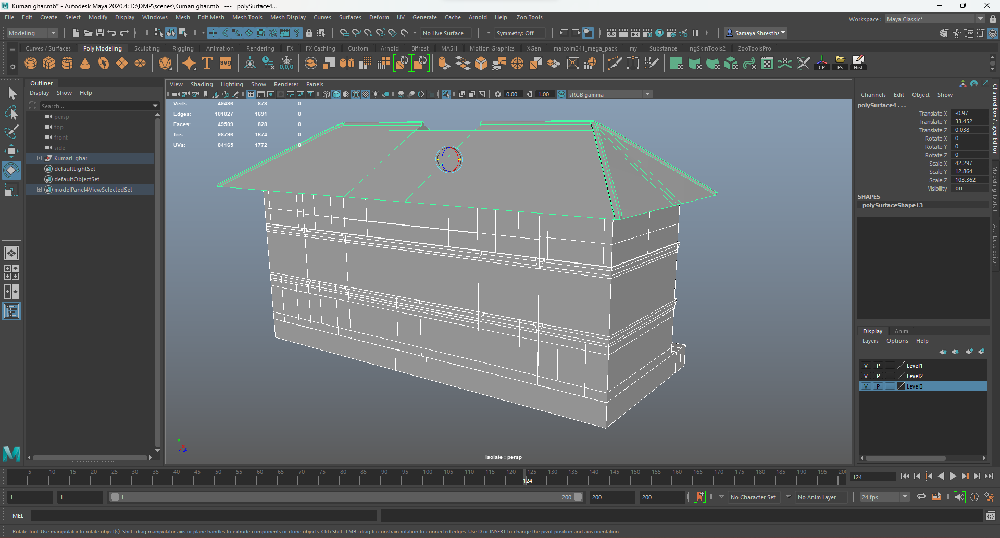 Kumari ghar.mb* - Autodesk Maya 2020.4: D:\DMP\scenes\Kumari ghar.mb   ---   polySurface4...
File Edit Create Select Modify Display Windows Mesh Edit Mesh Mesh Tools Mesh Display Curves Surfaces Deform UV Generate Cache Arnold Help Zoo Tools
Workspace : Maya Classic*
Modeling No Live Surface Symmetry: Off Samaya Shrestha
Curves / Surfaces Poly Modeling Sculpting Rigging Animation Rendering FX FX Caching Custom Arnold Bifrost MASH Motion Graphics XGen malcolm341_mega_pack my Substance ngSkinTools2 ZooToolsPro
T svg 0,0,0 CP ES Hist
Outliner
Display Show Help
Search...
persp
top
front
side
Kumari_ghar
defaultLightSet
defaultObjectSet
modelPanel4ViewSelectedSet
View Shading Lighting Show Renderer Panels
0.00 1.00 ON sRGB gamma
Verts: 49486 878 0
Edges: 101027 1691 0
Faces: 49509 828 0
Tris: 98796 1674 0
UVs: 84165 1772 0
y
z
Isolate : persp
Channels Edit Object Show
polySurface4 . . .
Translate X -0.97
Translate Y 33.452
Translate Z 0.038
Rotate X 0
Rotate Y 0
Rotate Z 0
Scale X 42.297
Scale Y 12.864
Scale Z 103.362
Visibility on
SHAPES
polySurfaceShape13
Channel Box / Layer Editor
Modeling Toolkit
Attribute Editor
Display Anim
Layers Options Help
V P Level1
V P Level2
V P Level3
5 10 15 20 25 30 35 40 45 50 55 60 65 70 75 80 85 90 95 100 105 110 115 120 125 130 135 140 145 150 155 160 165 170 175 180 185 190 195 200
124
124
1 1 1 200 200 200 No Character Set No Anim Layer 24 fps
MEL
Rotate Tool: Use manipulator to rotate object(s). Shift+drag manipulator axis or plane handles to extrude components or clone objects. Ctrl+Shift+LMB+drag to constrain rotation to connected edges. Use D or INSERT to change the pivot position and axis orientation.